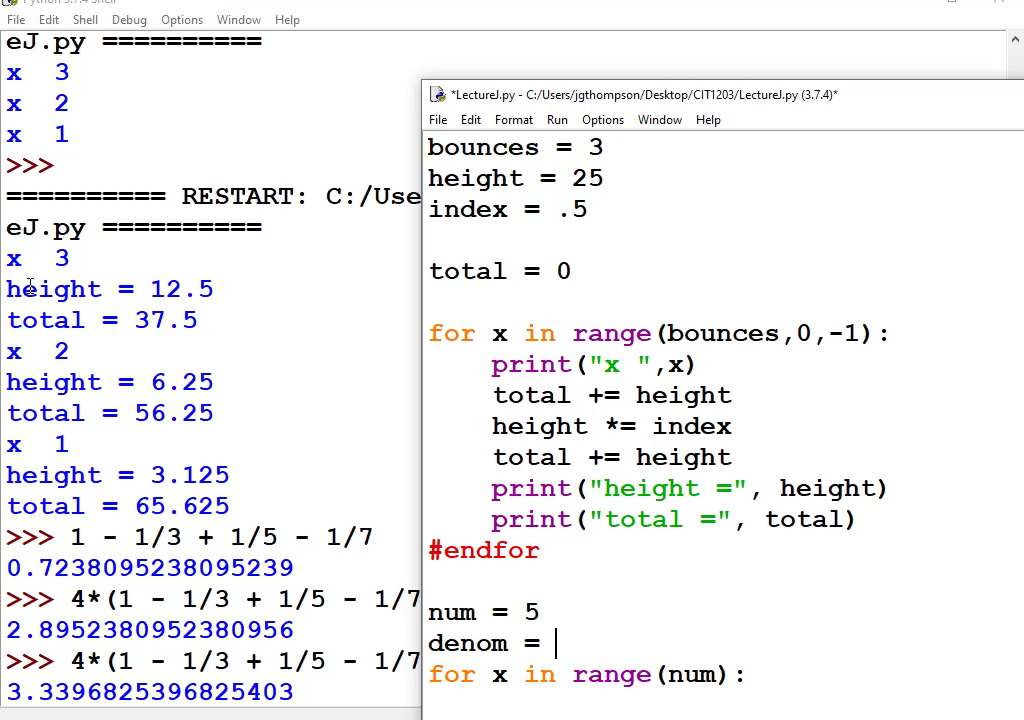 File Edit Shell Debug Options Window Help
eJ.py ==========
x  3
x  2
x  1
>>>
========== RESTART: C:/Use
eJ.py ==========
x  3
height = 12.5
total = 37.5
x  2
height = 6.25
total = 56.25
x  1
height = 3.125
total = 65.625
>>> 1 - 1/3 + 1/5 - 1/7
0.7238095238095239
>>> 4*(1 - 1/3 + 1/5 - 1/7
2.8952380952380956
>>> 4*(1 - 1/3 + 1/5 - 1/7
3.3396825396825403
*LectureJ.py - C:/Users/jgthompson/Desktop/CIT1203/LectureJ.py (3.7.4)*
File Edit Format Run Options Window Help
bounces = 3
height = 25
index = .5
total = 0
for x in range(bounces,0,-1):
    print("x ",x)
    total += height
    height *= index
    total += height
    print("height =", height)
    print("total =", total)
#endfor
num = 5
denom =
for x in range(num):